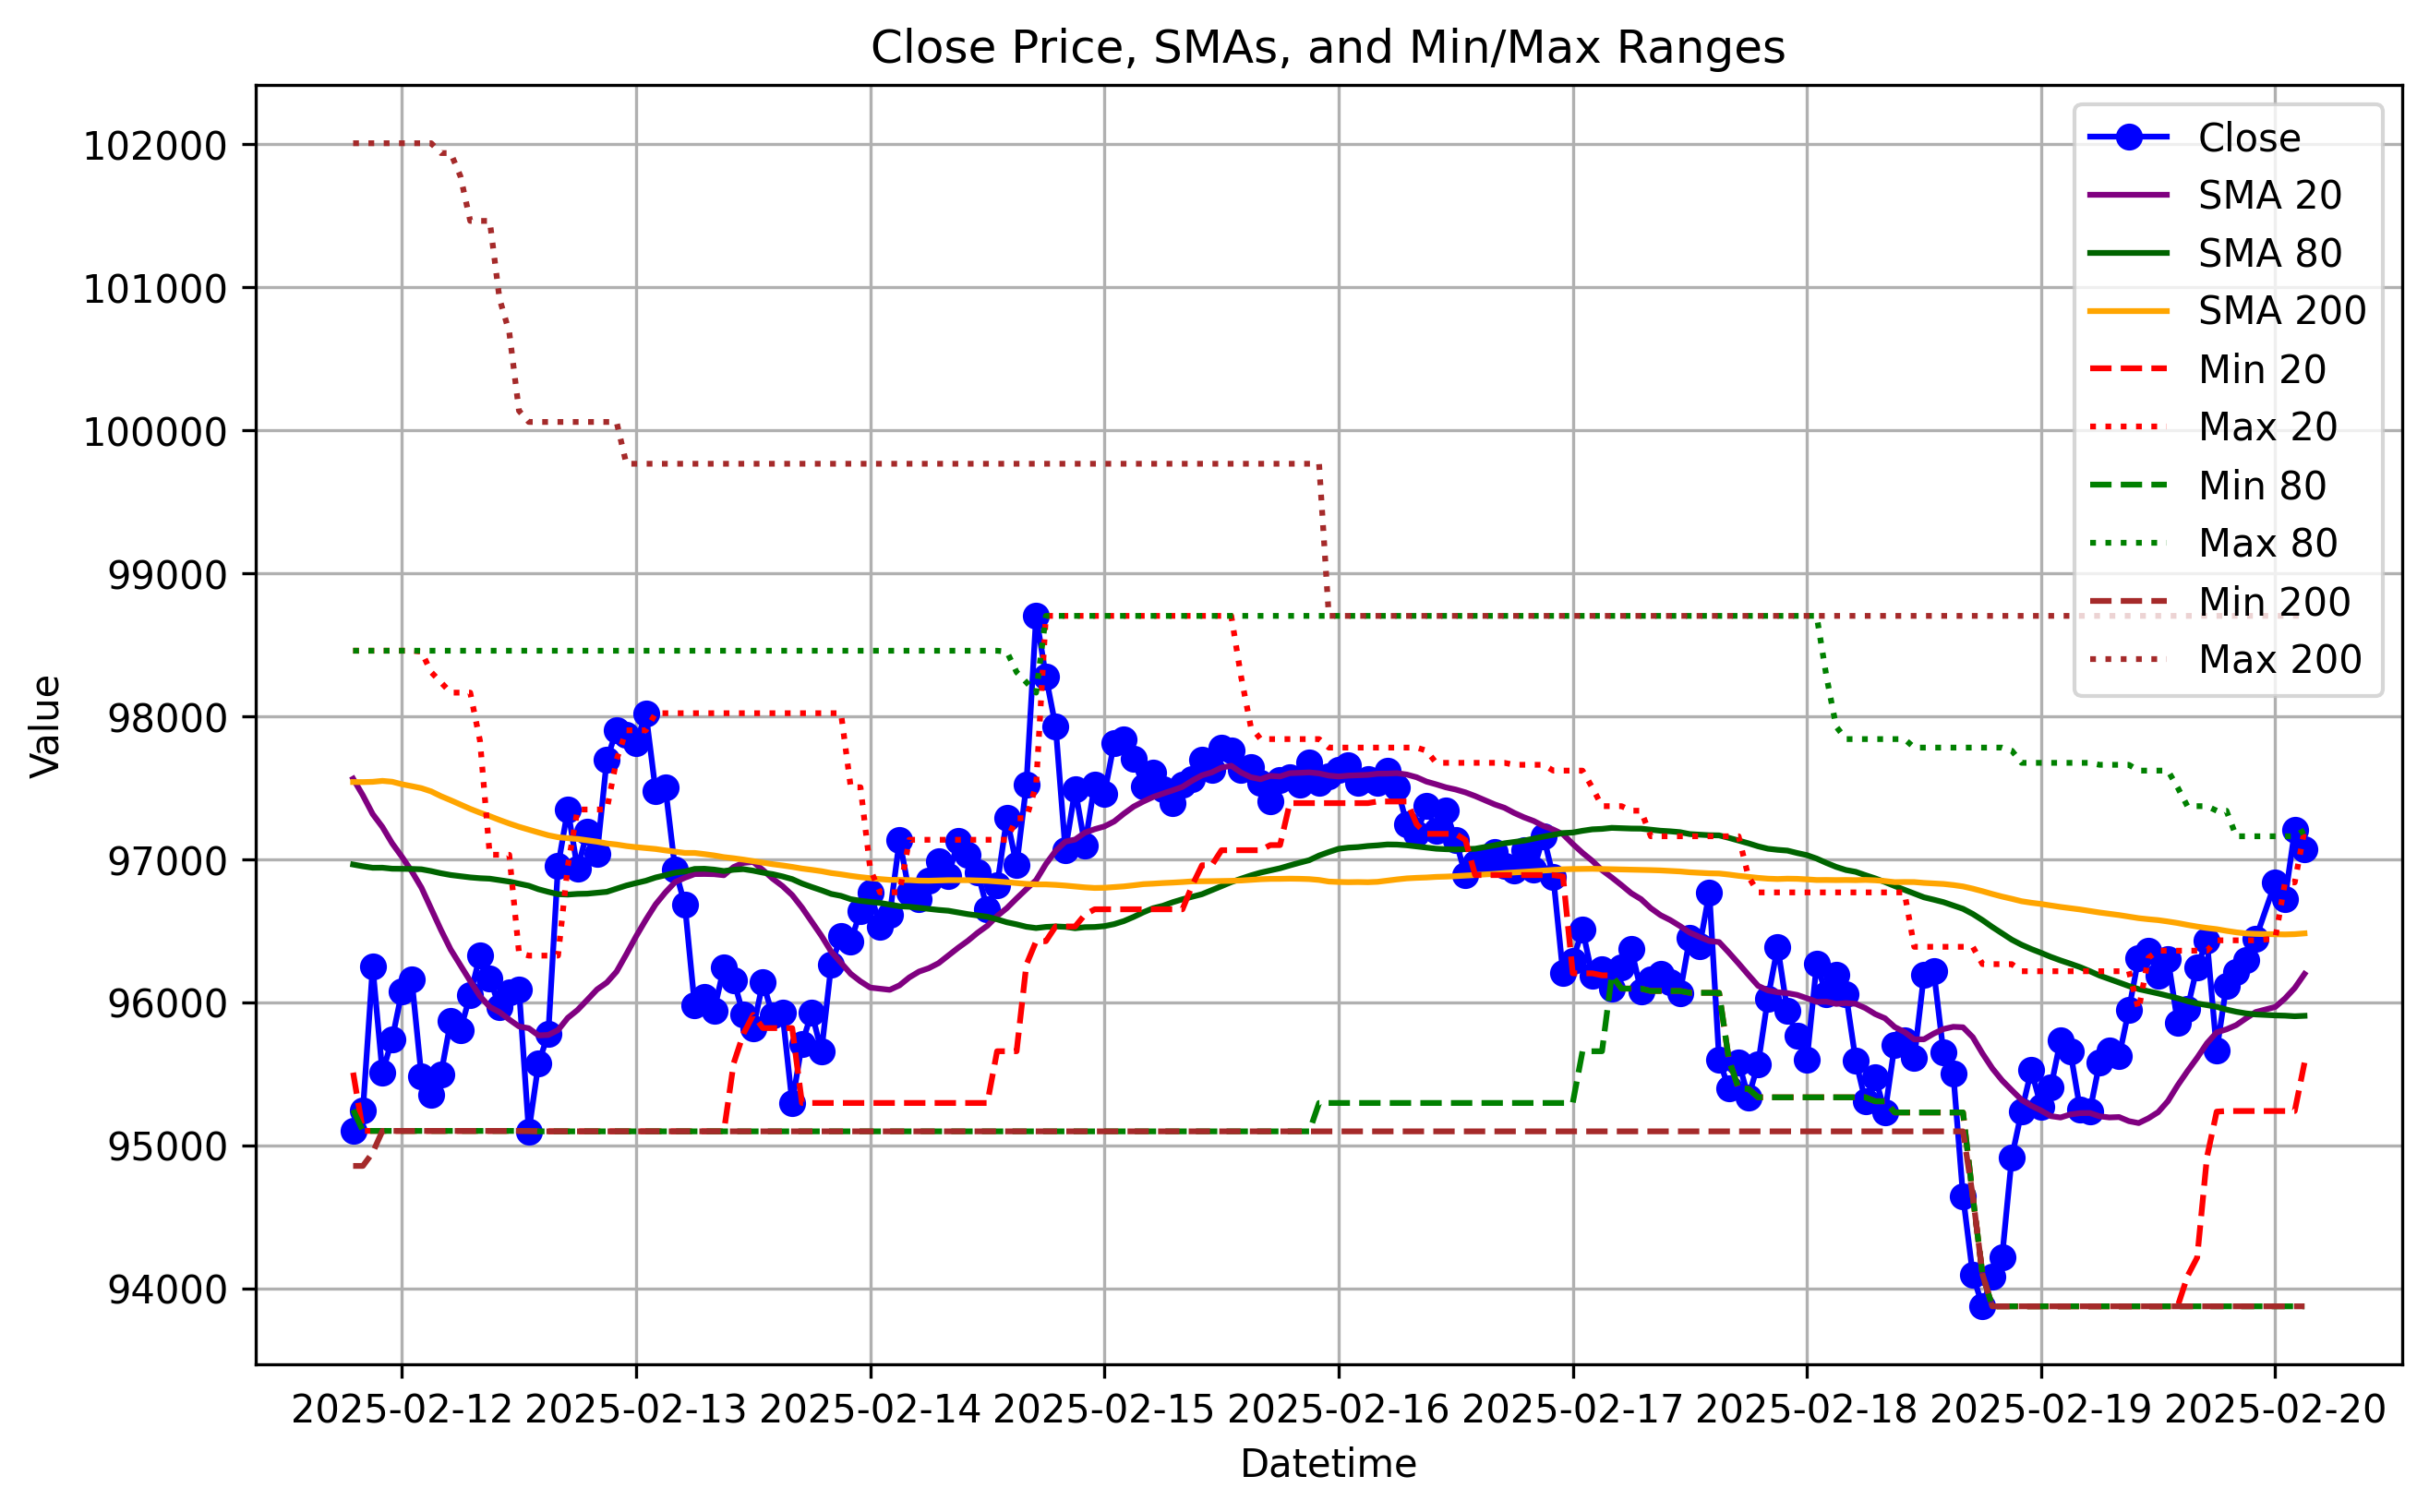 Close Price, SMAs, and Min/Max Ranges
102000
101000
100000
99000
98000
97000
96000
95000
94000
Value
Close
SMA 20
SMA 80
SMA 200
Min 20
Max 20
Min 80
Max 80
Min 200
Max 200
2025-02-12 2025-02-13 2025-02-14 2025-02-15 2025-02-16 2025-02-17 2025-02-18 2025-02-19 2025-02-20
Datetime